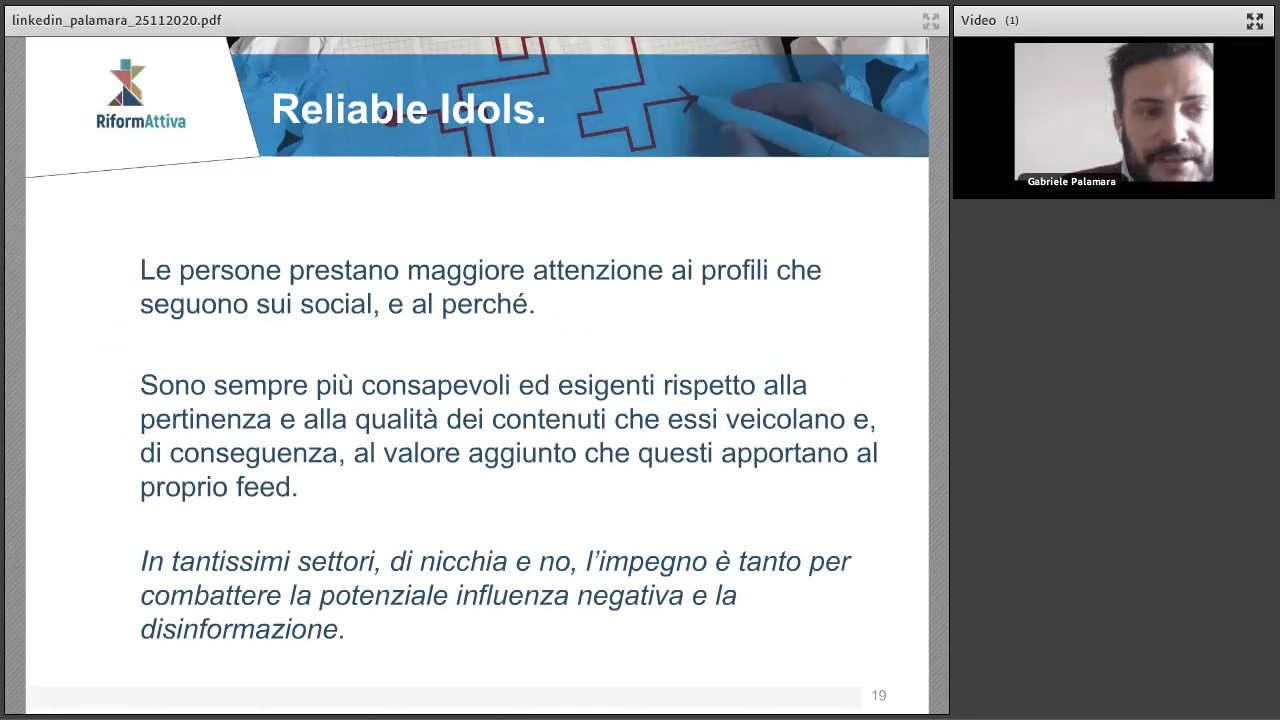 linkedin_palamara_25112020.pdf
Video (1)
RiformAttiva
Reliable Idols.
Gabriele Palamara
Le persone prestano maggiore attenzione ai profili che
seguono sui social, e al perché.
Sono sempre più consapevoli ed esigenti rispetto alla
pertinenza e alla qualità dei contenuti che essi veicolano e,
di conseguenza, al valore aggiunto che questi apportano al
proprio feed.
In tantissimi settori, di nicchia e no, l’impegno è tanto per
combattere la potenziale influenza negativa e la
disinformazione.
19